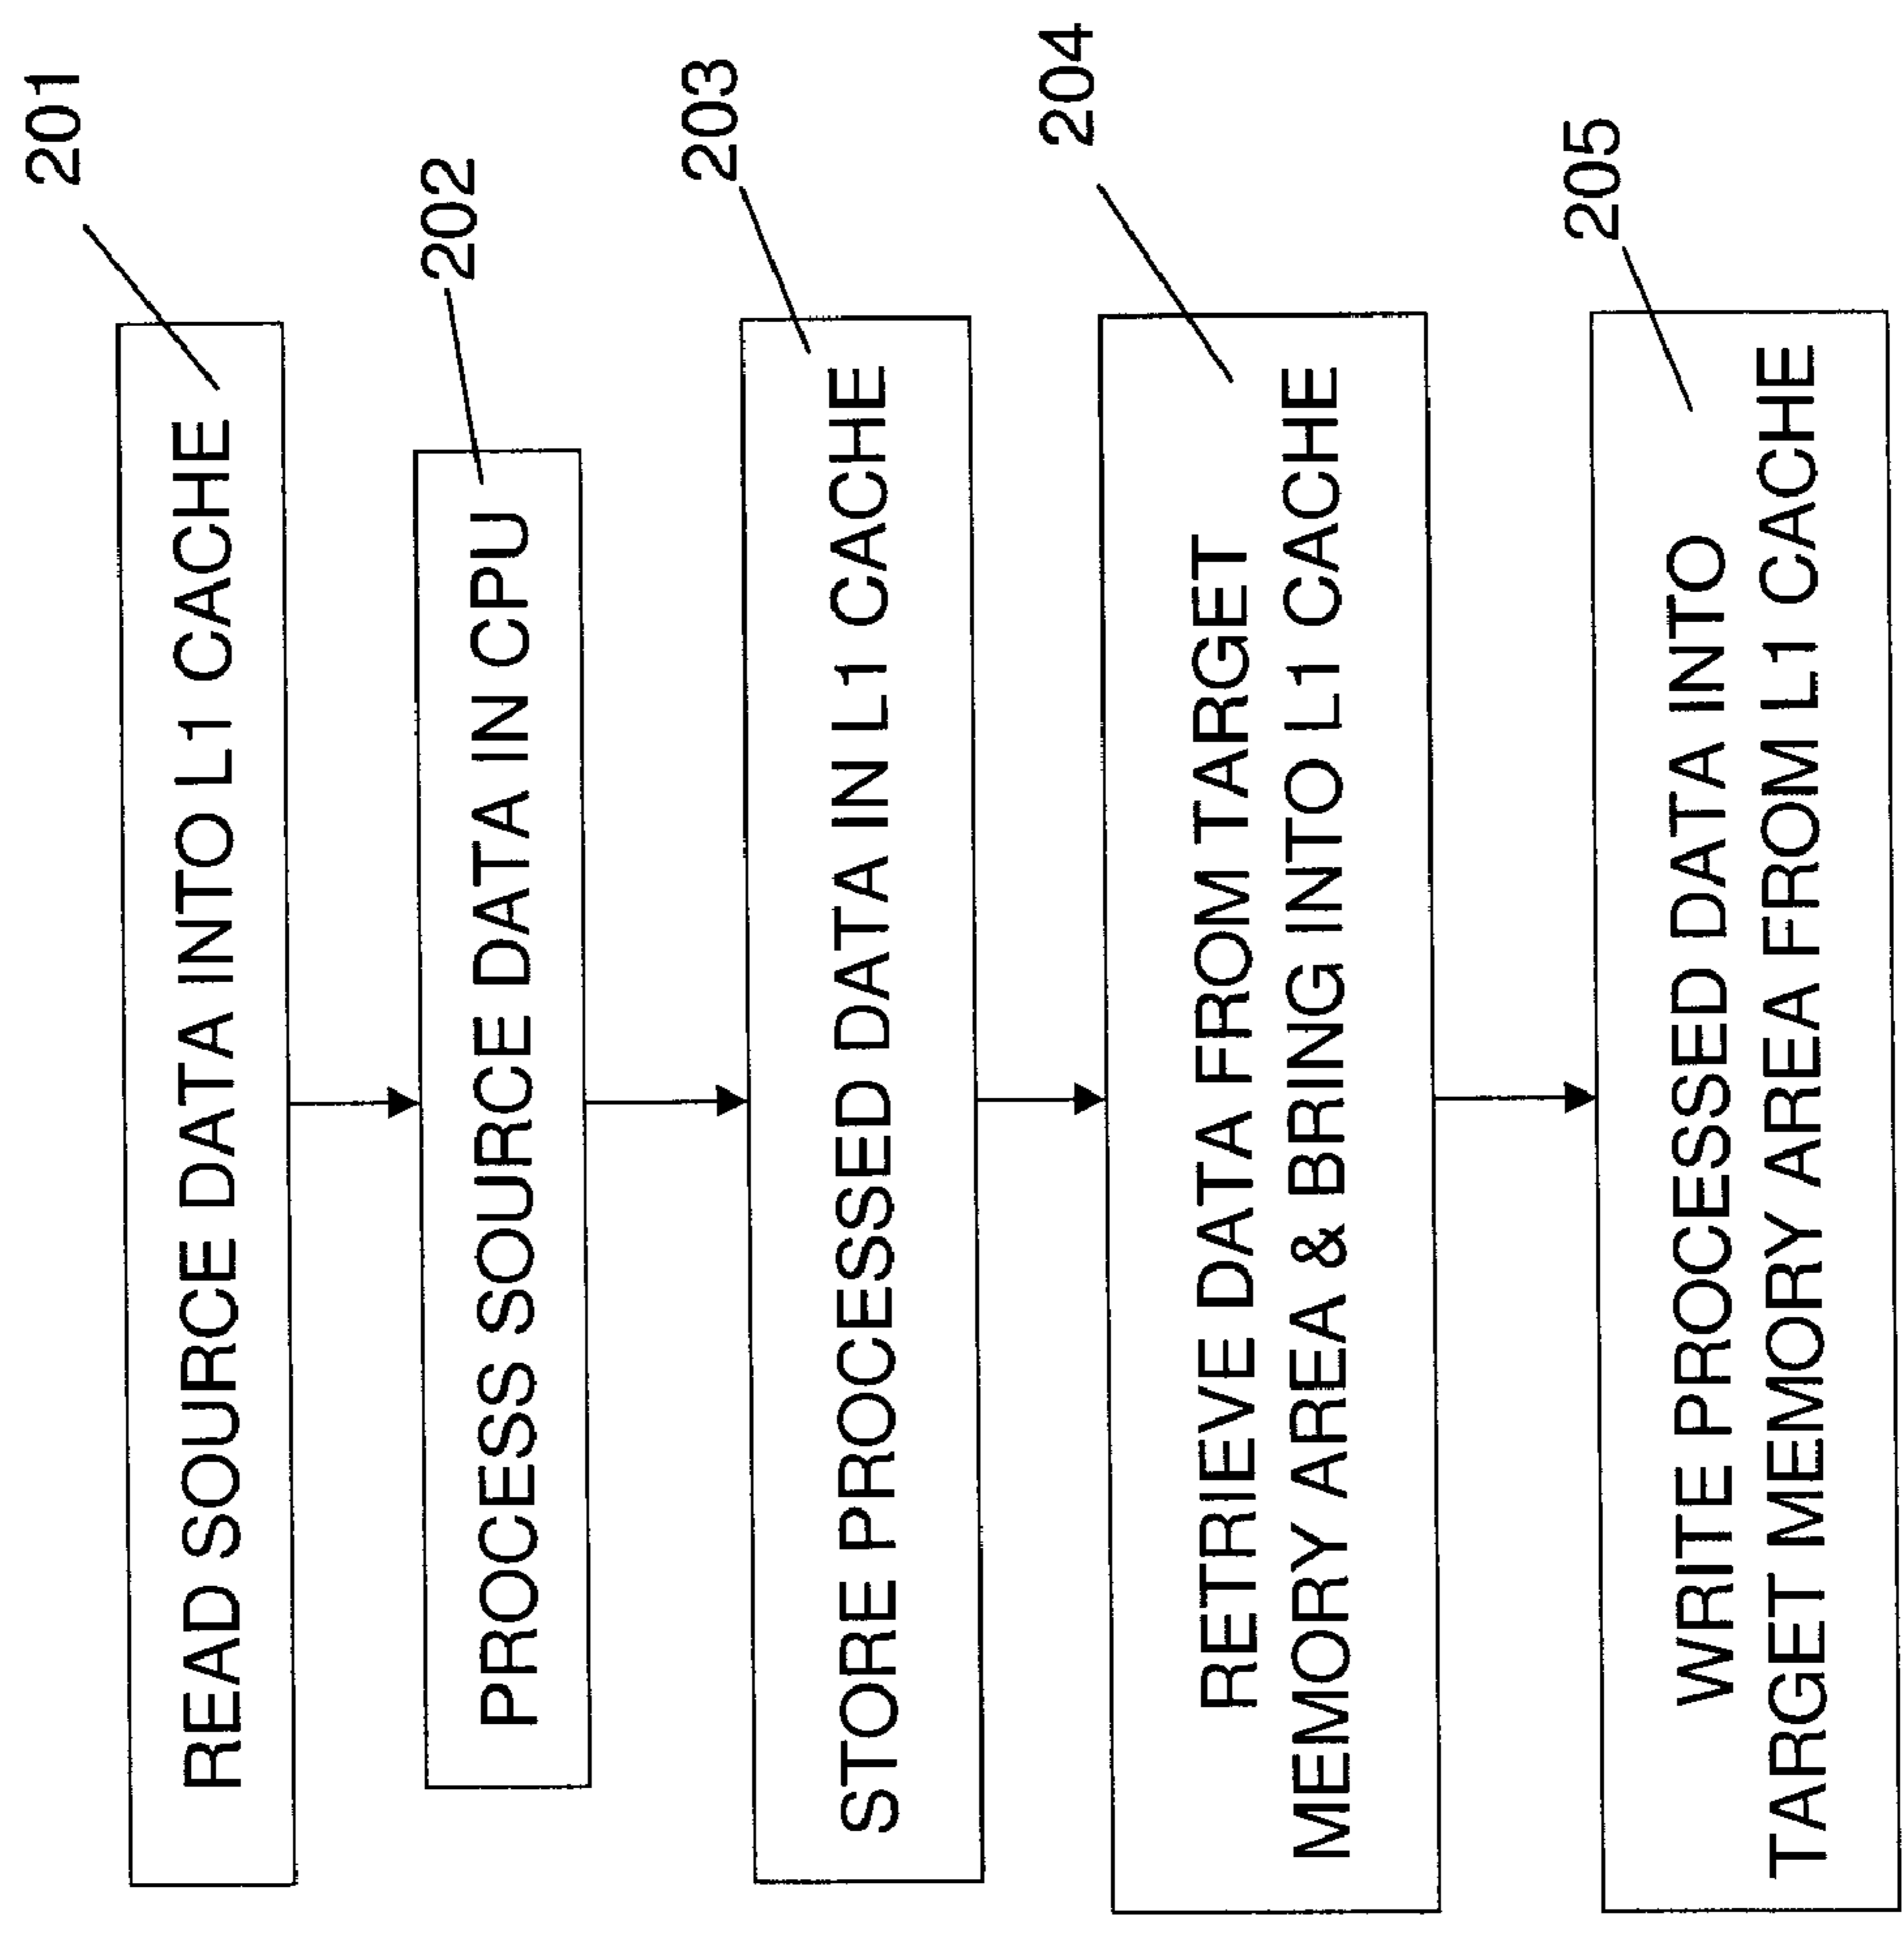 201
READ SOURCE DATA INTO L1 CACHE
202
PROCESS SOURCE DATA IN CPU
203
STORE PROCESSED DATA IN L1 CACHE
204
RETRIEVE DATA FROM TARGET
MEMORY AREA & BRING INTO L1 CACHE
205
WRITE PROCESSED DATA INTO
TARGET MEMORY AREA FROM L1 CACHE